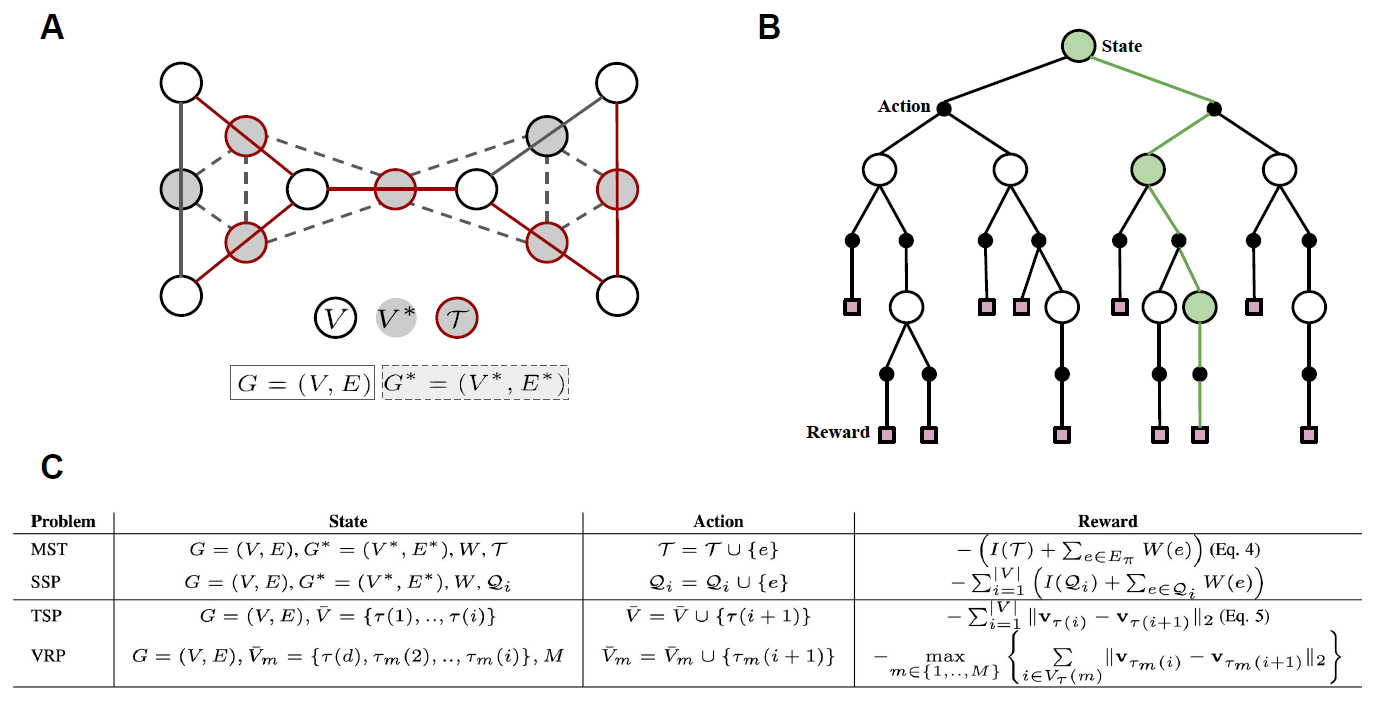 A
B
State
Action
V V* 𝒯
G = (V, E) G* = (V*, E*)
Reward
C
Problem State Action Reward
MST G = (V, E), G* = (V*, E*), W, 𝒯 𝒯 = 𝒯 ∪ {e} −(I(𝒯) + ∑_{e∈E_π} W(e)) (Eq. 4)
SSP G = (V, E), G* = (V*, E*), W, 𝒬_i 𝒬_i = 𝒬_i ∪ {e} −∑_{i=1}^{|V|} (I(𝒬_i) + ∑_{e∈𝒬_i} W(e))
TSP G = (V, E), V̄ = {τ(1), .., τ(i)} V̄ = V̄ ∪ {τ(i + 1)} −∑_{i=1}^{|V|} ‖v_{τ(i)} − v_{τ(i+1)}‖_2 (Eq. 5)
VRP G = (V, E), V̄_m = {τ(d), τ_m(2), .., τ_m(i)}, M V̄_m = V̄_m ∪ {τ_m(i + 1)} − max_{m∈{1,..,M}} {∑_{i∈V_τ(m)} ‖v_{τ_m(i)} − v_{τ_m(i+1)}‖_2}